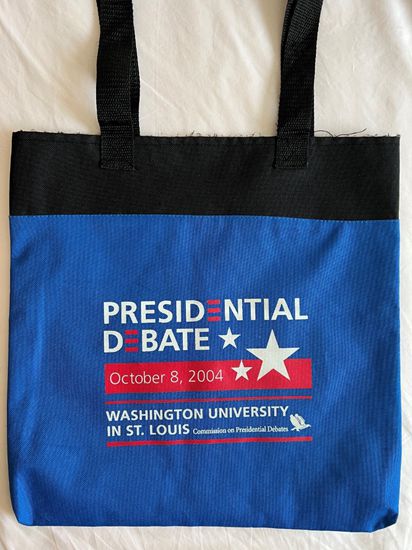 PRESIDENTIAL
DEBATE
October 8, 2004
WASHINGTON UNIVERSITY
IN ST. LOUIS Commission on Presidential Debates